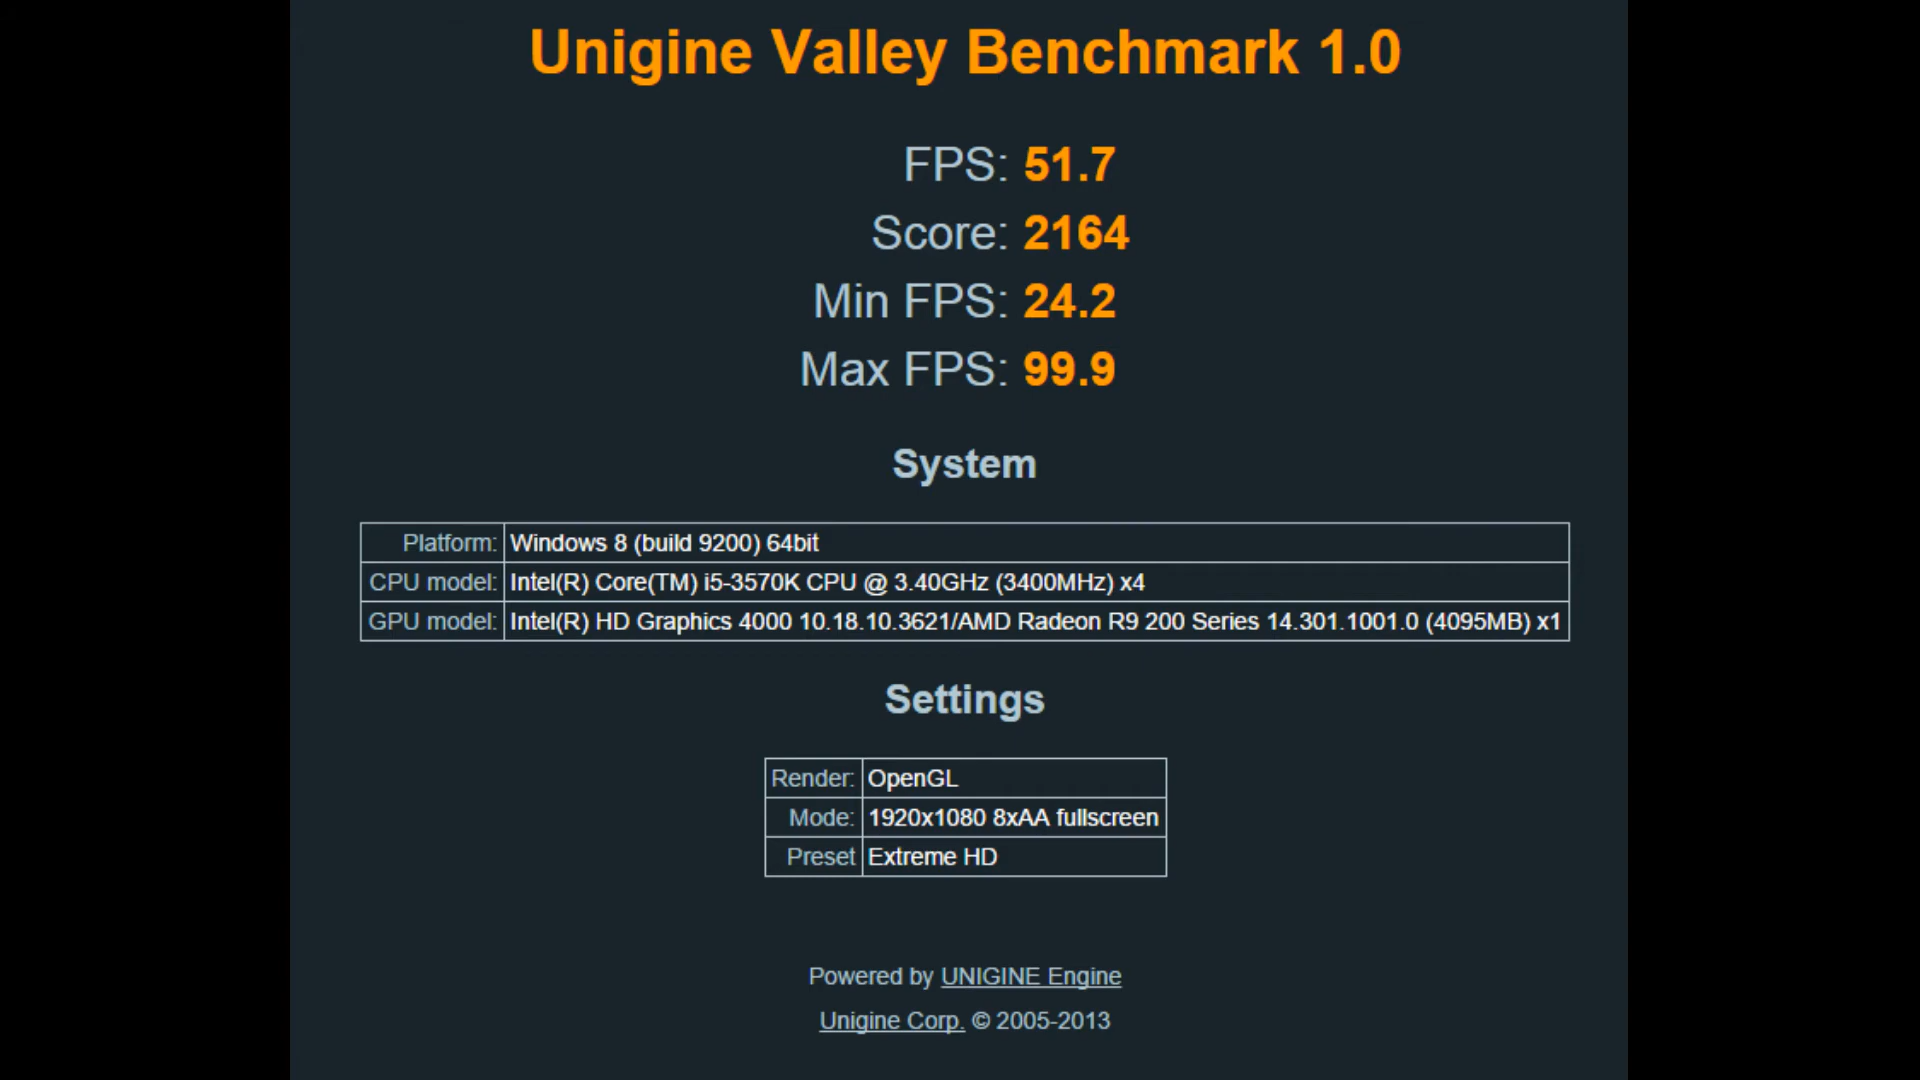 Unigine Valley Benchmark 1.0
FPS: 51.7
Score: 2164
Min FPS: 24.2
Max FPS: 99.9
System
Platform: Windows 8 (build 9200) 64bit
CPU model: Intel(R) Core(TM) i5-3570K CPU @ 3.40GHz (3400MHz) x4
GPU model: Intel(R) HD Graphics 4000 10.18.10.3621/AMD Radeon R9 200 Series 14.301.1001.0 (4095MB) x1
Settings
Render: OpenGL
Mode: 1920x1080 8xAA fullscreen
Preset Extreme HD
Powered by UNIGINE Engine
Unigine Corp. © 2005-2013